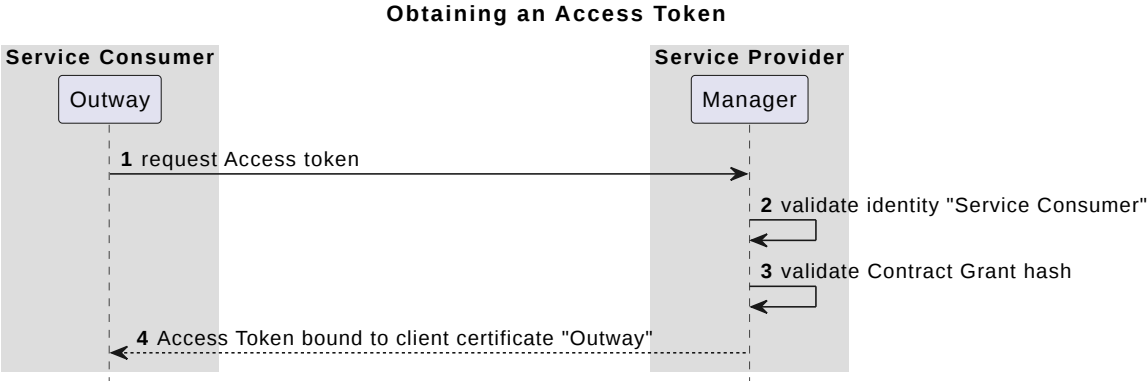 Obtaining an Access Token
Service Consumer
Service Provider
Outway
Manager
1 request Access token
2 validate identity "Service Consumer"
3 validate Contract Grant hash
4 Access Token bound to client certificate "Outway"